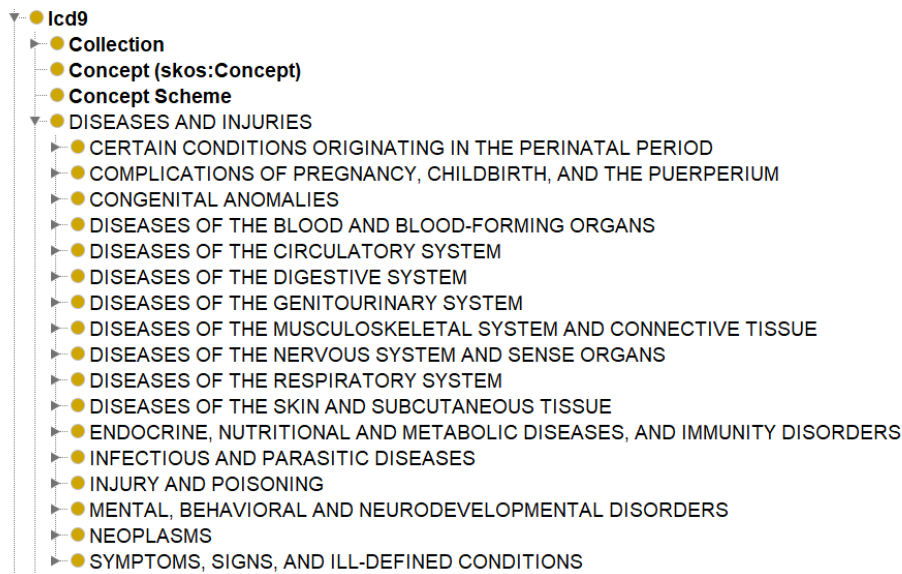 Icd9
Collection
Concept (skos:Concept)
Concept Scheme
DISEASES AND INJURIES
CERTAIN CONDITIONS ORIGINATING IN THE PERINATAL PERIOD
COMPLICATIONS OF PREGNANCY, CHILDBIRTH, AND THE PUERPERIUM
CONGENITAL ANOMALIES
DISEASES OF THE BLOOD AND BLOOD-FORMING ORGANS
DISEASES OF THE CIRCULATORY SYSTEM
DISEASES OF THE DIGESTIVE SYSTEM
DISEASES OF THE GENITOURINARY SYSTEM
DISEASES OF THE MUSCULOSKELETAL SYSTEM AND CONNECTIVE TISSUE
DISEASES OF THE NERVOUS SYSTEM AND SENSE ORGANS
DISEASES OF THE RESPIRATORY SYSTEM
DISEASES OF THE SKIN AND SUBCUTANEOUS TISSUE
ENDOCRINE, NUTRITIONAL AND METABOLIC DISEASES, AND IMMUNITY DISORDERS
INFECTIOUS AND PARASITIC DISEASES
INJURY AND POISONING
MENTAL, BEHAVIORAL AND NEURODEVELOPMENTAL DISORDERS
NEOPLASMS
SYMPTOMS, SIGNS, AND ILL-DEFINED CONDITIONS